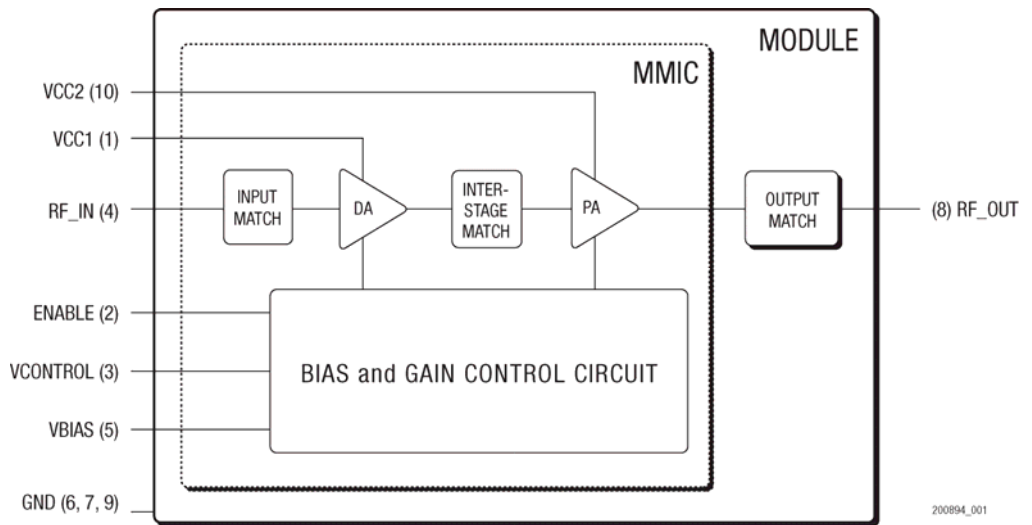 MODULE
MMIC
VCC2 (10)
VCC1 (1)
RF_IN (4)
INPUT
MATCH
DA
INTER-
STAGE
MATCH
PA
OUTPUT
MATCH
(8) RF_OUT
ENABLE (2)
VCONTROL (3)
VBIAS (5)
BIAS and GAIN CONTROL CIRCUIT
GND (6, 7, 9)
200894_001